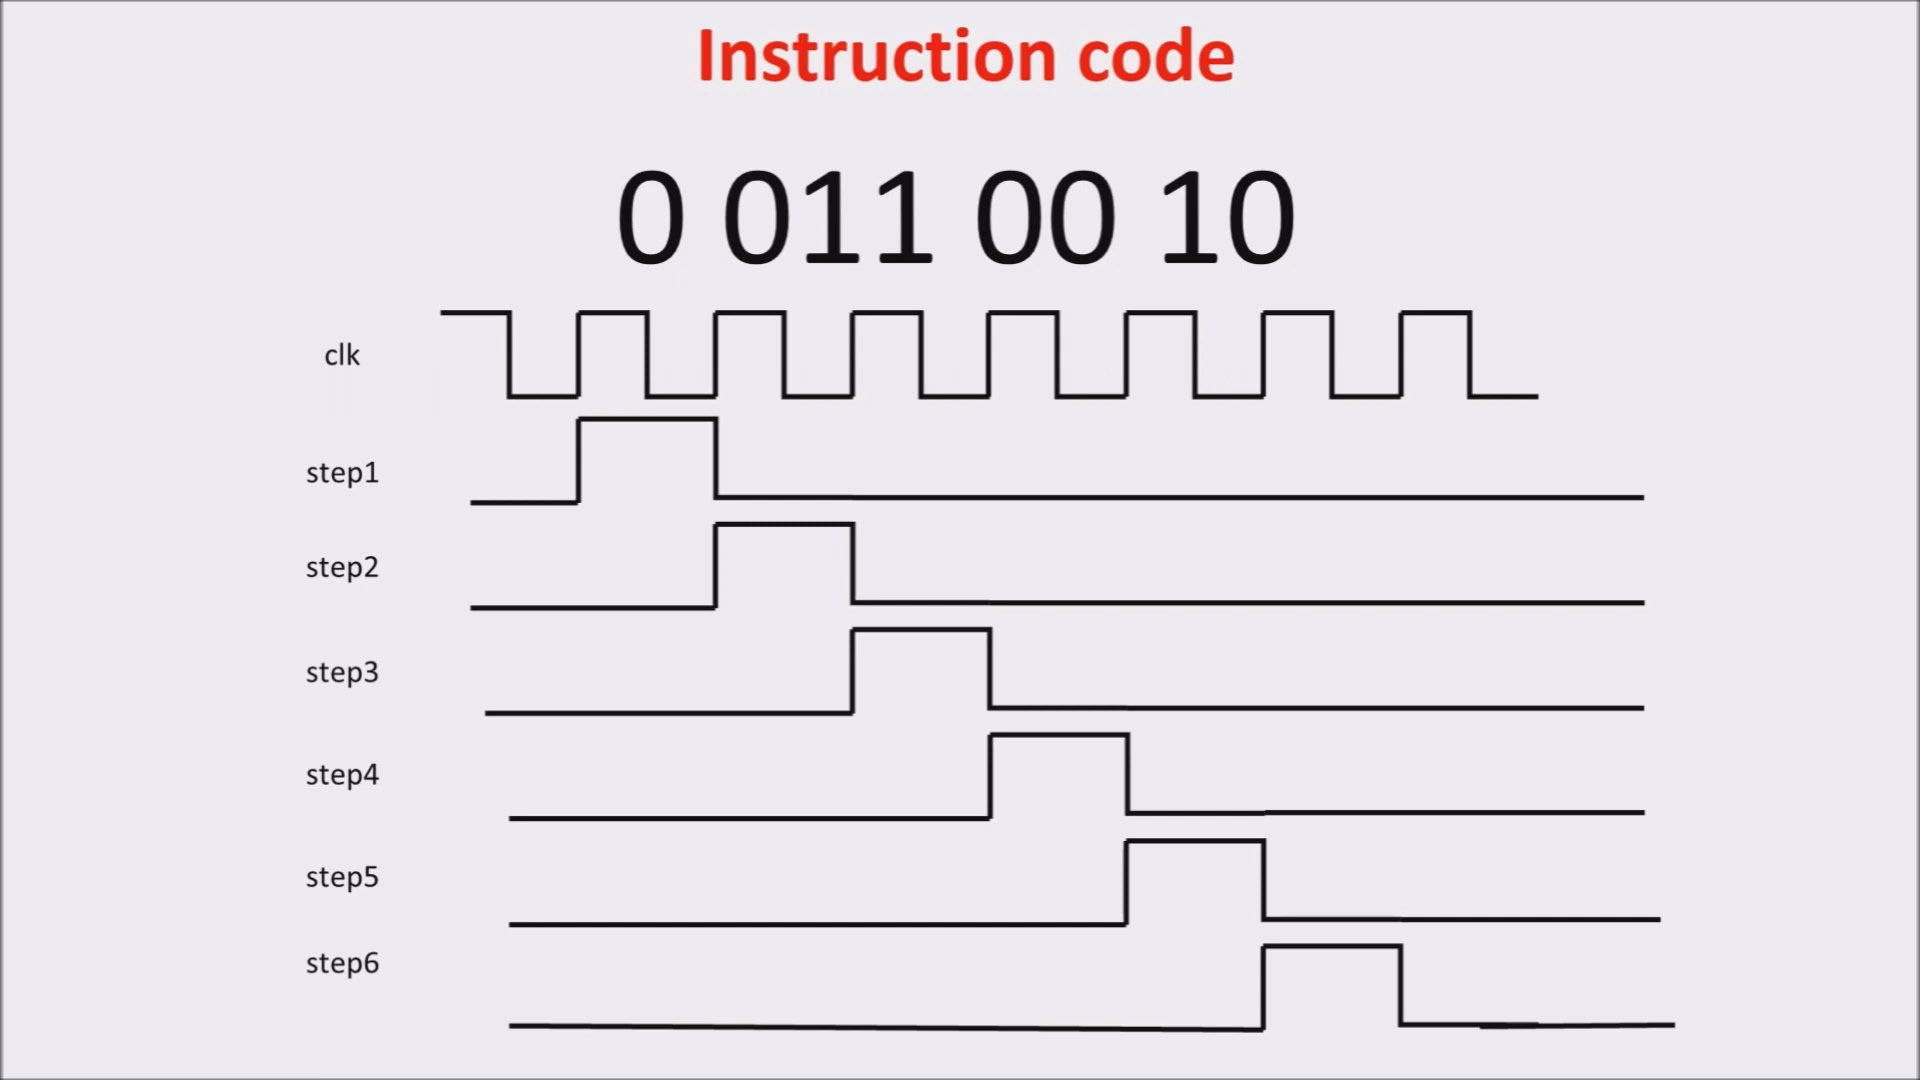 Instruction code
0 011 00 10
clk
step1
step2
step3
step4
step5
step6